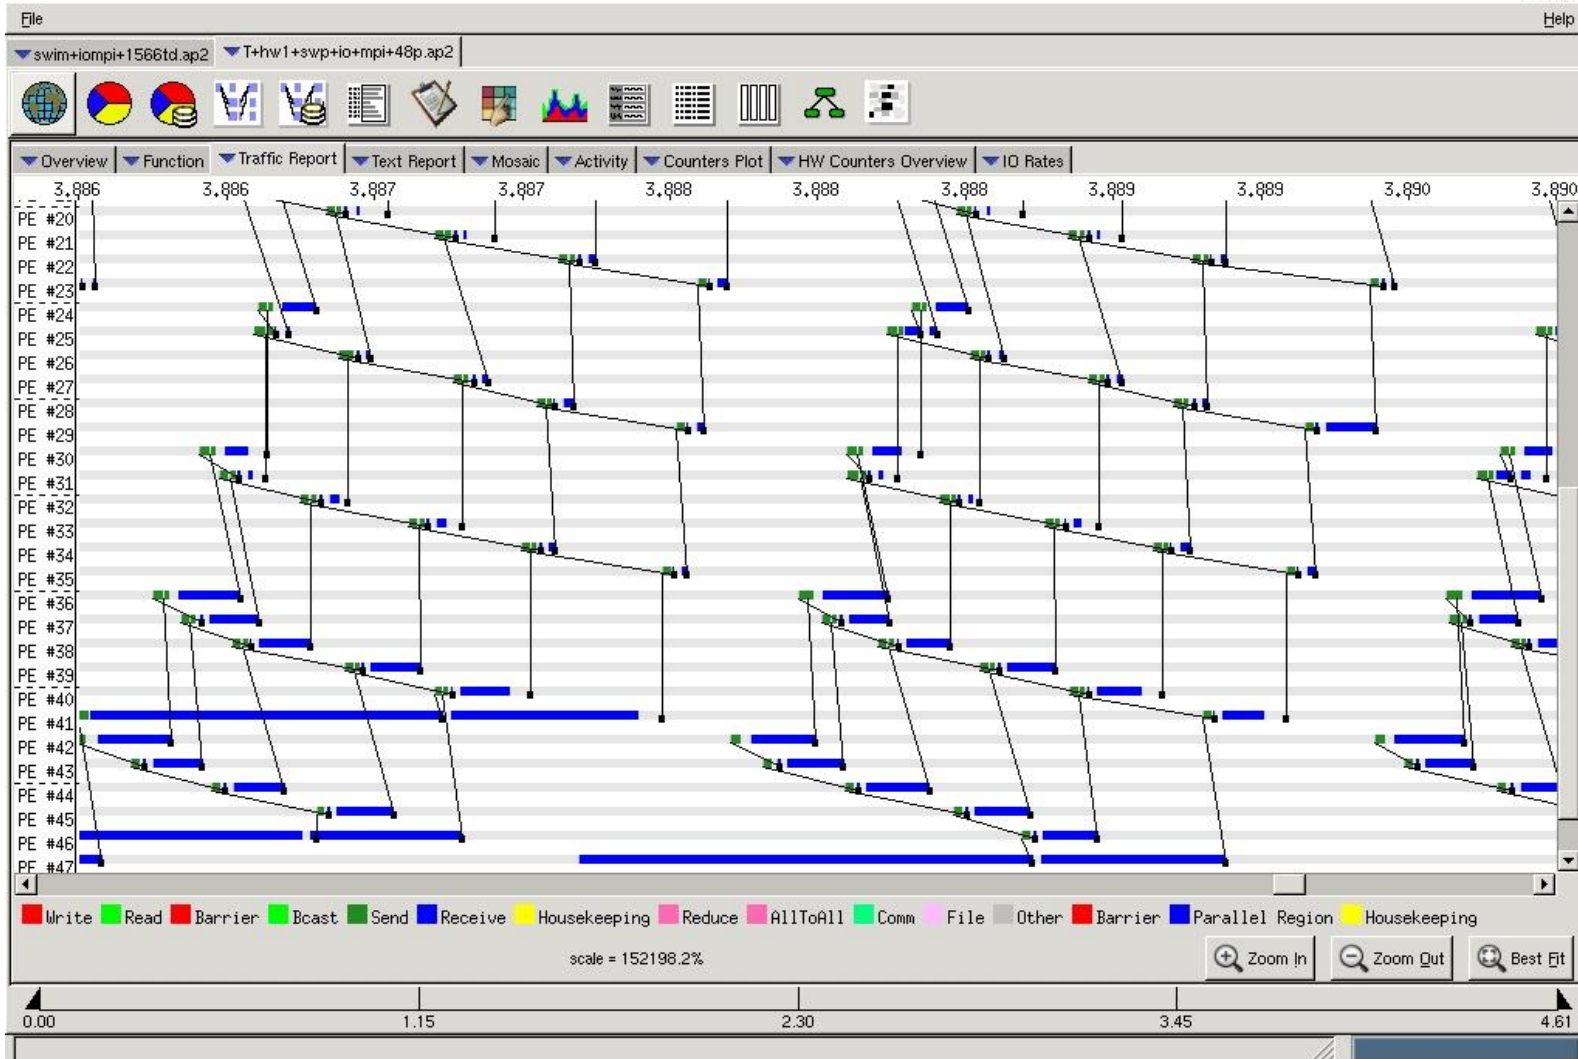 File Help
swim+iompi+1566td.ap2 T+hw1+swp+io+mpi+48p.ap2
Overview Function Traffic Report Text Report Mosaic Activity Counters Plot HW Counters Overview IO Rates
3.886 3.886 3.887 3.887 3.888 3.888 3.888 3.889 3.889 3.890 3.890
PE #20
PE #21
PE #22
PE #23
PE #24
PE #25
PE #26
PE #27
PE #28
PE #29
PE #30
PE #31
PE #32
PE #33
PE #34
PE #35
PE #36
PE #37
PE #38
PE #39
PE #40
PE #41
PE #42
PE #43
PE #44
PE #45
PE #46
PE #47
Write Read Barrier Bcast Send Receive Housekeeping Reduce AllToAll Comm File Other Barrier Parallel Region Housekeeping
scale = 152198.2% Zoom In Zoom Out Best Fit
0.00 1.15 2.30 3.45 4.61